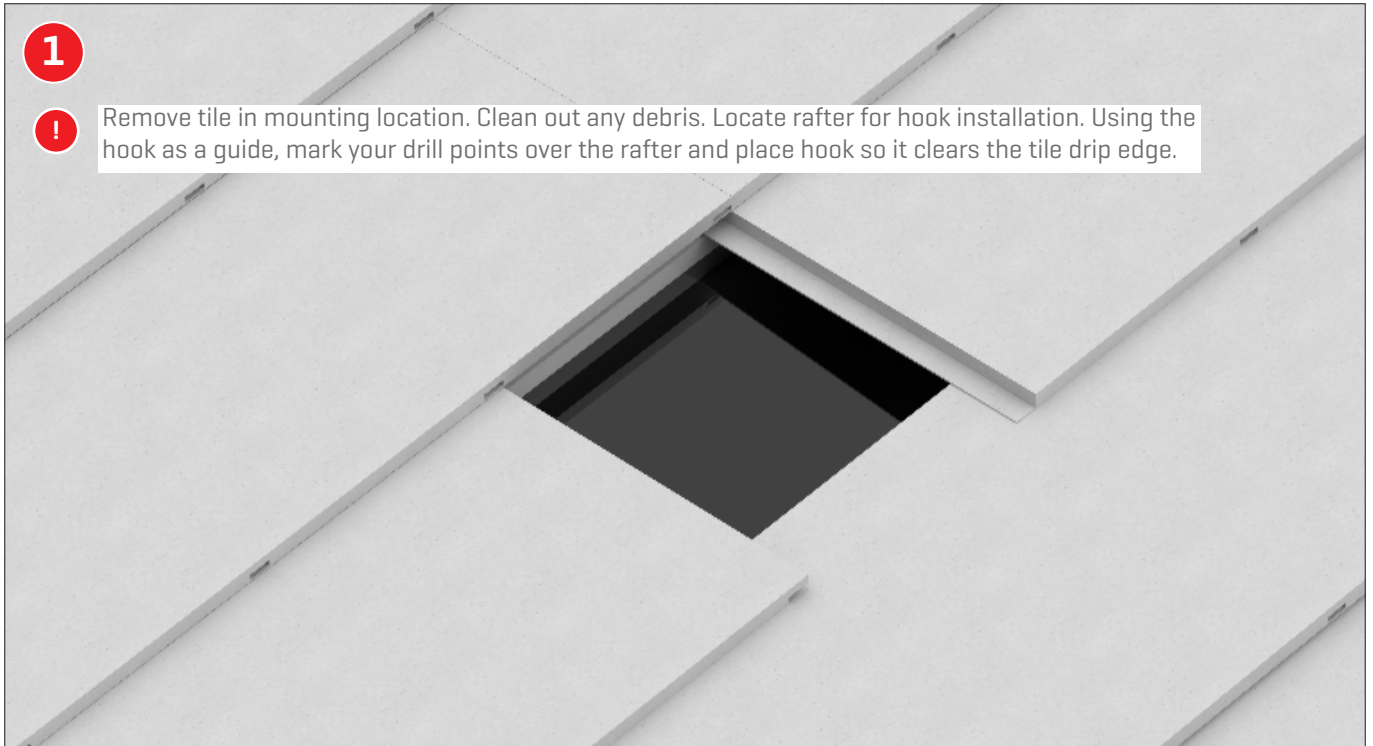 1
! Remove tile in mounting location. Clean out any debris. Locate rafter for hook installation. Using the
hook as a guide, mark your drill points over the rafter and place hook so it clears the tile drip edge.